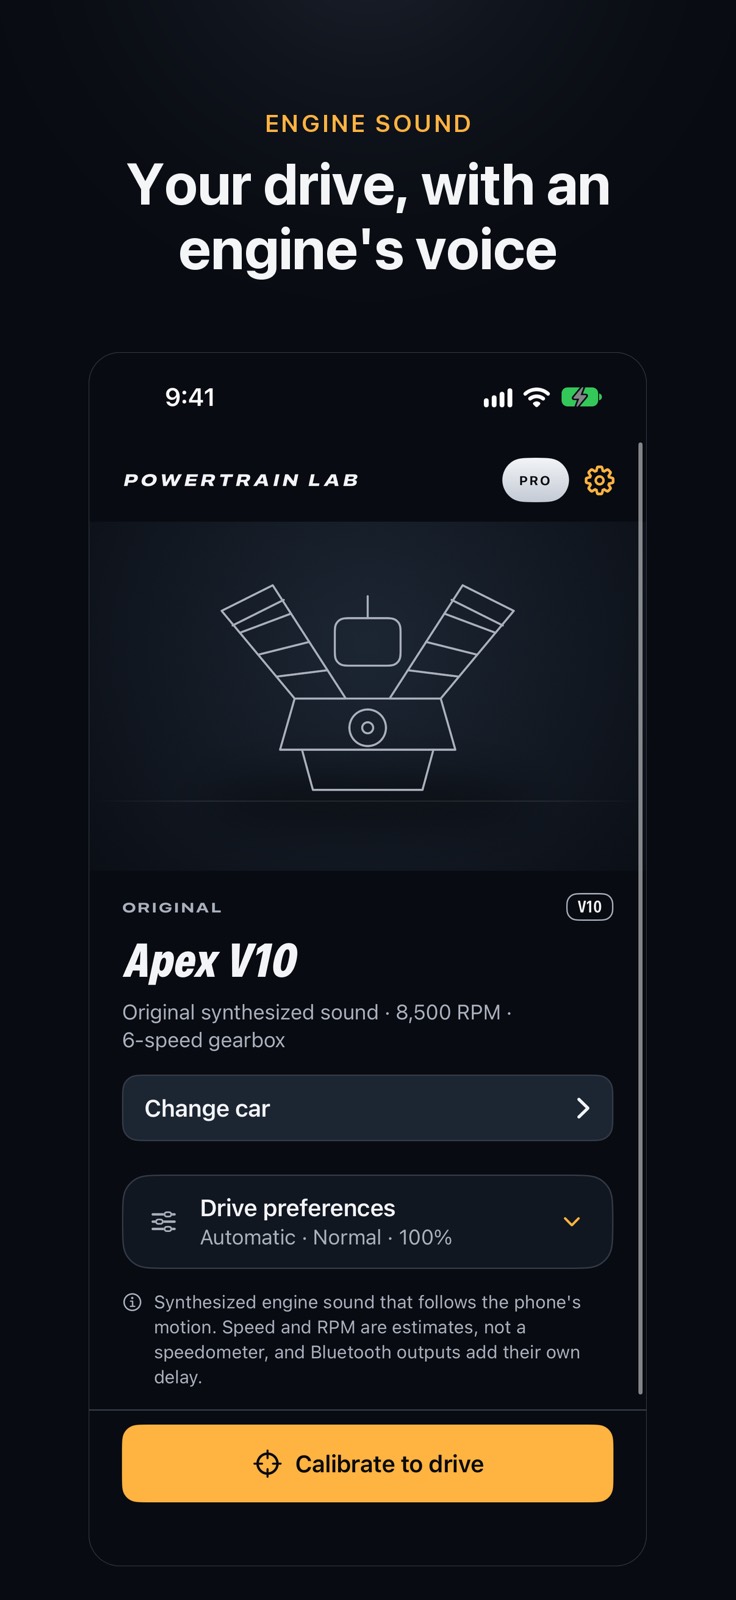 ENGINE SOUND
Your drive, with an
engine's voice
9:41
POWERTRAIN LAB
PRO
ORIGINAL
V10
Apex V10
Original synthesized sound · 8,500 RPM ·
6-speed gearbox
Change car
Drive preferences
Automatic · Normal · 100%
Synthesized engine sound that follows the phone's
motion. Speed and RPM are estimates, not a
speedometer, and Bluetooth outputs add their own
delay.
Calibrate to drive